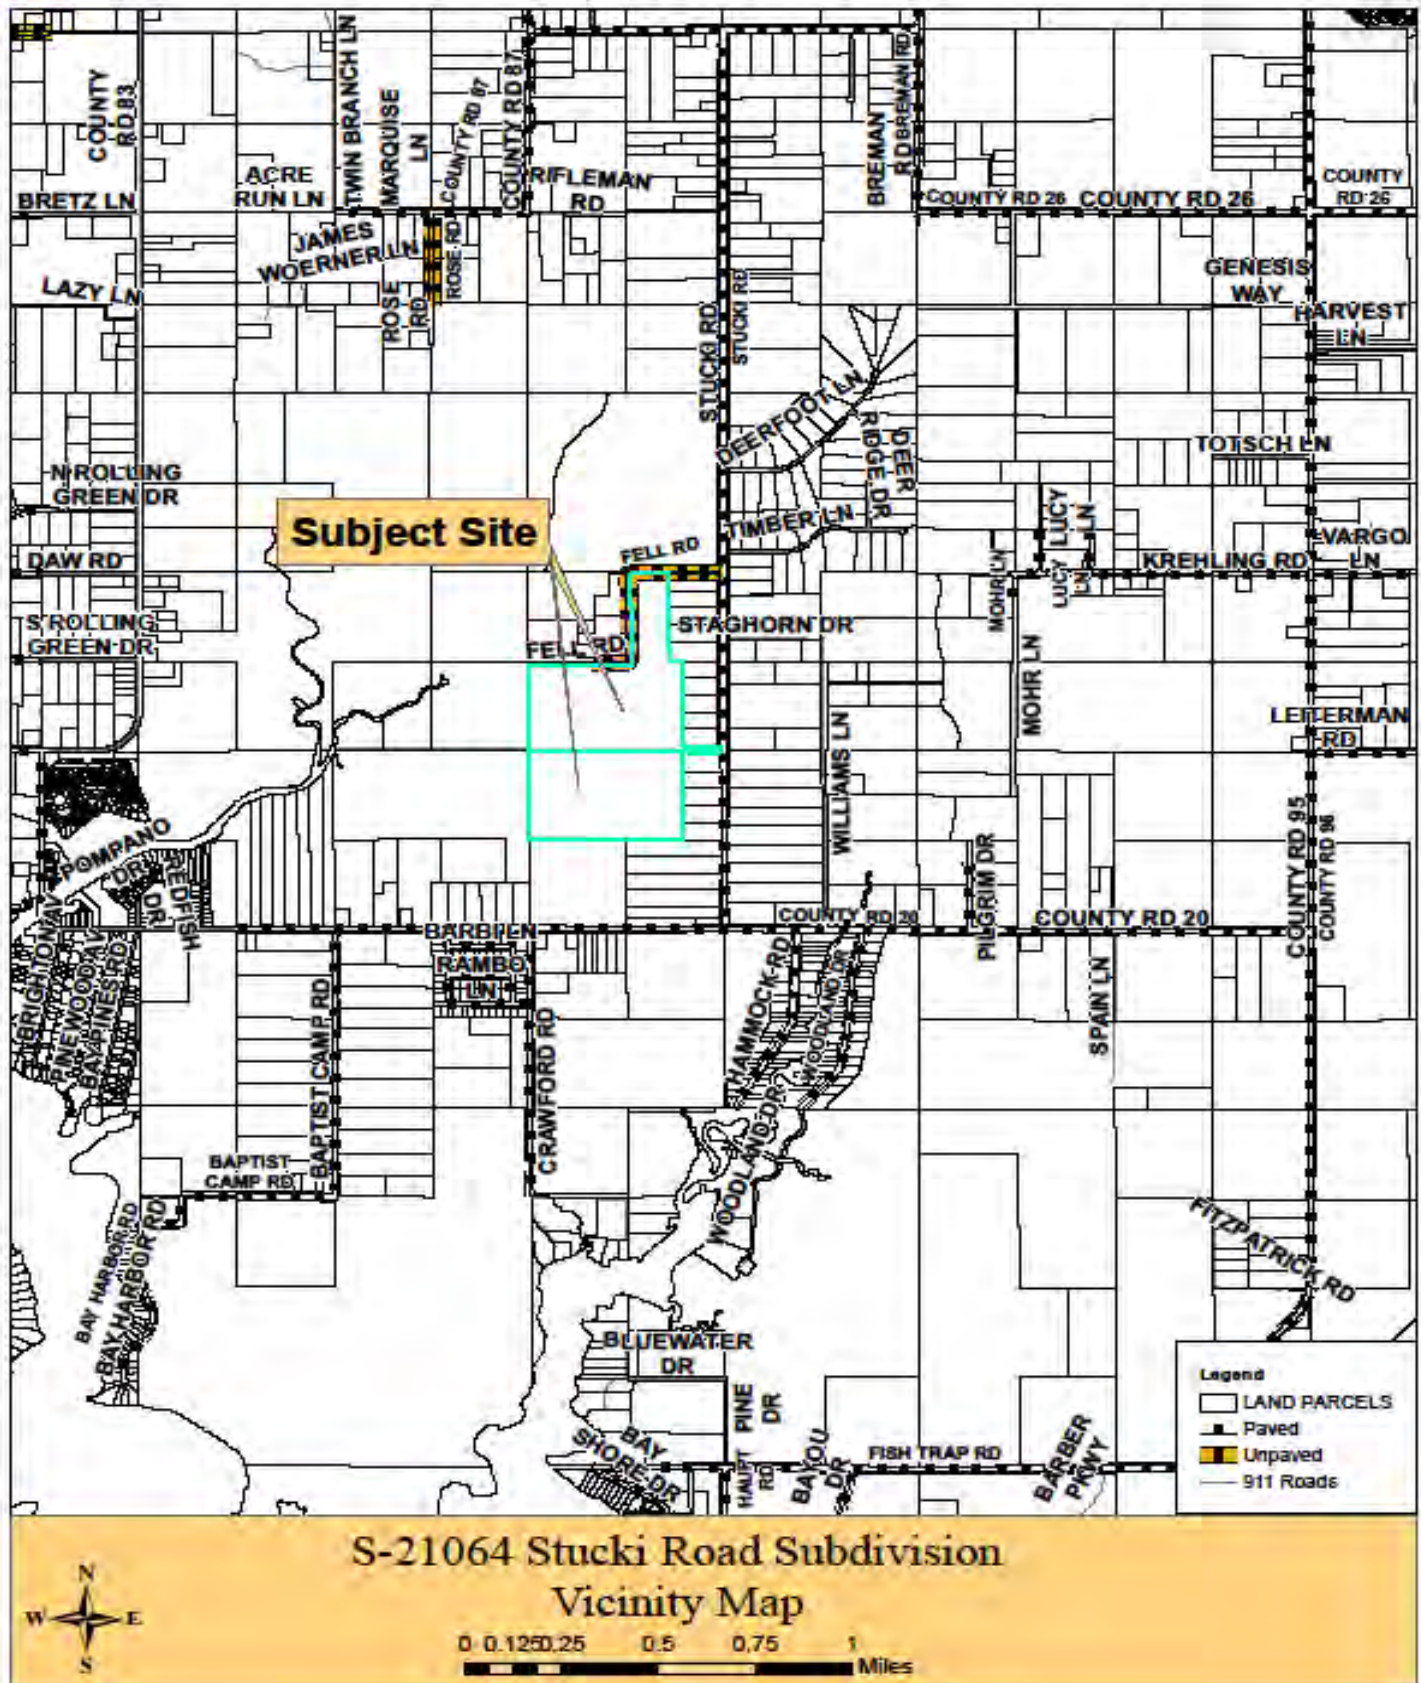 COUNTY
RD 83
TWIN BRANCH LN
MARQUISE
LN
COUNTY RD 87
COUNTY RD 87
BREMAN
RD
BREMAN RD
ACRE
RUN LN
RIFLEMAN
RD
COUNTY
RD 26
BRETZ LN
COUNTY RD 26
COUNTY RD 26
JAMES
WOERNER LN
ROSE RD
ROSE
RD
LAZY LN
STUCKI RD
STUCKI RD
GENESIS
WAY
HARVEST
LN
DEERFOOT LN
DEER
RIDGE DR
TOTSCH LN
N ROLLING
GREEN DR
Subject Site
TIMBER LN
FELL RD
LUCY
LN
LUCY
LN
VARGO
LN
DAW RD
KREHLING RD
MOHR LN
S ROLLING
GREEN DR
FELL RD
STAGHORN DR
MOHR LN
LEITERMAN
RD
WILLIAMS LN
POMPANO
DR
REDFISH
DR
PILGRIM DR
COUNTY RD 95
COUNTY RD 95
BRIGHTON AV
PINEWOOD AV
BAY PINES RD
BARBI LN
COUNTY RD 20
COUNTY RD 20
RAMBO
LN
BAPTIST CAMP RD
CRAWFORD RD
HAMMOCK RD
WOODLAND DR
SPAIN LN
WOODLAND DR
BAPTIST
CAMP RD
BAY HARBOR RD
BAY HARBOR RD
FITZPATRICK RD
BLUEWATER
DR
PINE
DR
BAY
SHORE DR
HAUPT
RD
BAYOU
DR
FISH TRAP RD
BARBER
PKWY
Legend
LAND PARCELS
Paved
Unpaved
911 Roads
S-21064 Stucki Road Subdivision
Vicinity Map
N
W E
S
0 0.125 0.25 0.5 0.75 1
Miles